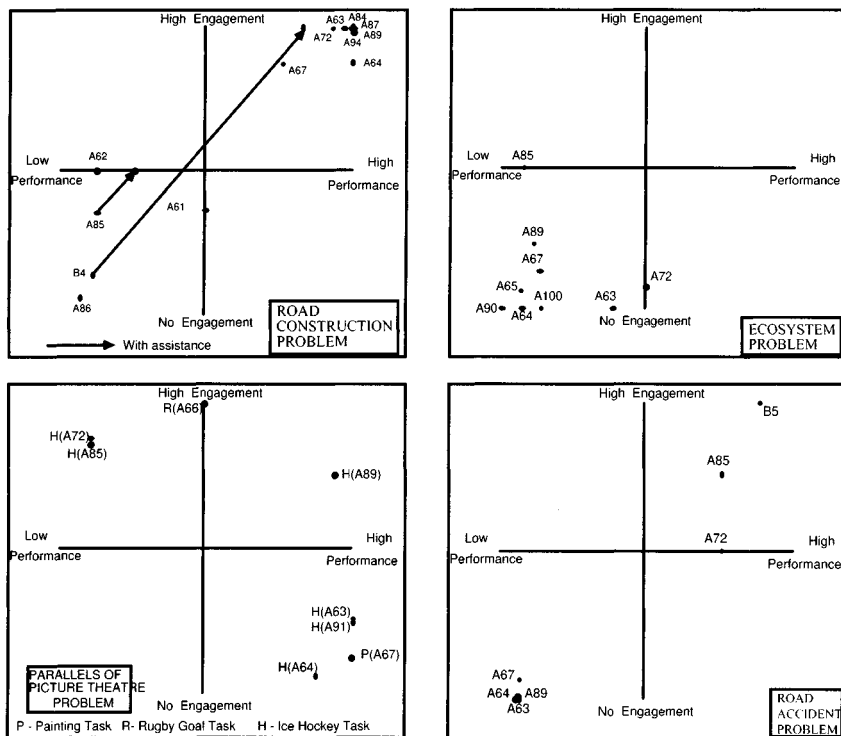 High Engagement
A63
A84
A87
A72
A94
A89
A67
A64
Low
Performance
A62
High
Performance
A85
A61
B4
A86
No Engagement
With assistance
ROAD
CONSTRUCTION
PROBLEM
High Engagement
Low
Performance
A85
High
Performance
A89
A67
A65
A72
A90
A64
A100
A63
No Engagement
ECOSYSTEM
PROBLEM
High Engagement
R(A66)
H(A72)
H(A85)
H(A89)
Low
Performance
High
Performance
H(A63)
H(A91)
H(A64)
P(A67)
PARALLELS OF
PICTURE THEATRE
PROBLEM
No Engagement
P - Painting Task R- Rugby Goal Task H - Ice Hockey Task
High Engagement
B5
A85
Low
Performance
A72
High
Performance
A67
A64
A89
A63
No Engagement
ROAD
ACCIDENT
PROBLEM